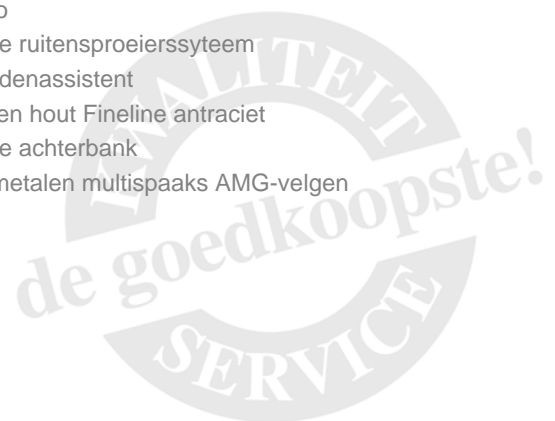 o
e ruitensproeierssyteem
denassistent
en hout Fineline antraciet
e achterbank
metalen multispaaks AMG-velgen
KWALITEIT
de goedkoopste!
SERVICE